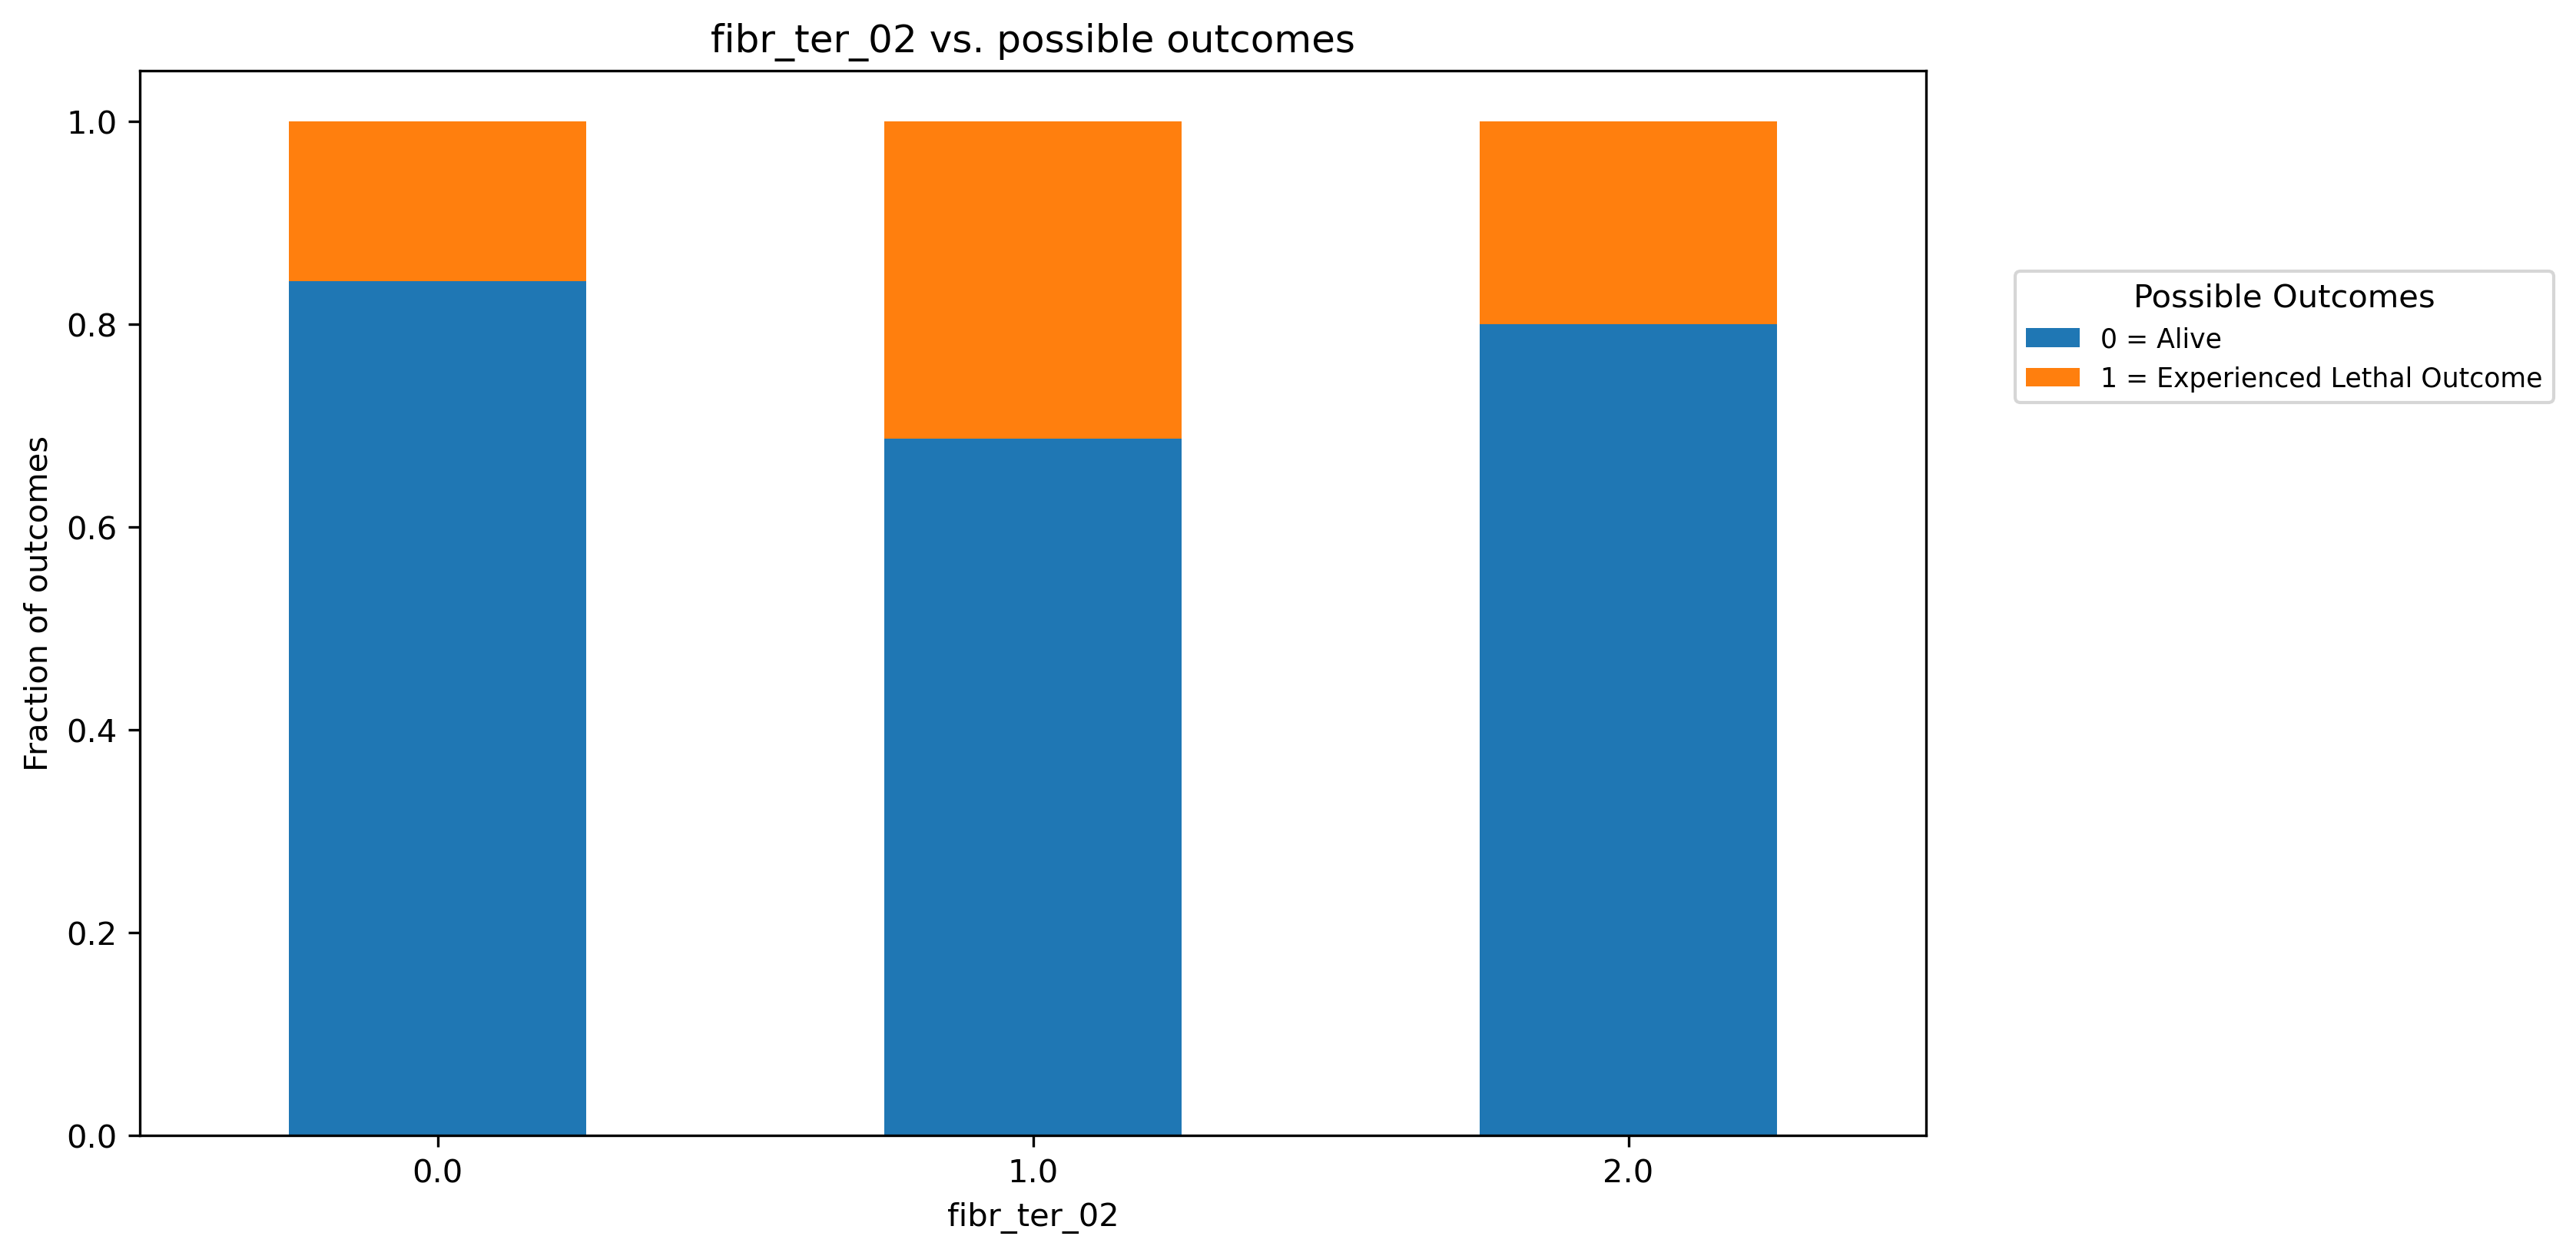 fibr_ter_02 vs. possible outcomes
1.0
0.8
0.6
0.4
0.2
0.0
Fraction of outcomes
0.0 1.0 2.0
fibr_ter_02
Possible Outcomes
0 = Alive
1 = Experienced Lethal Outcome